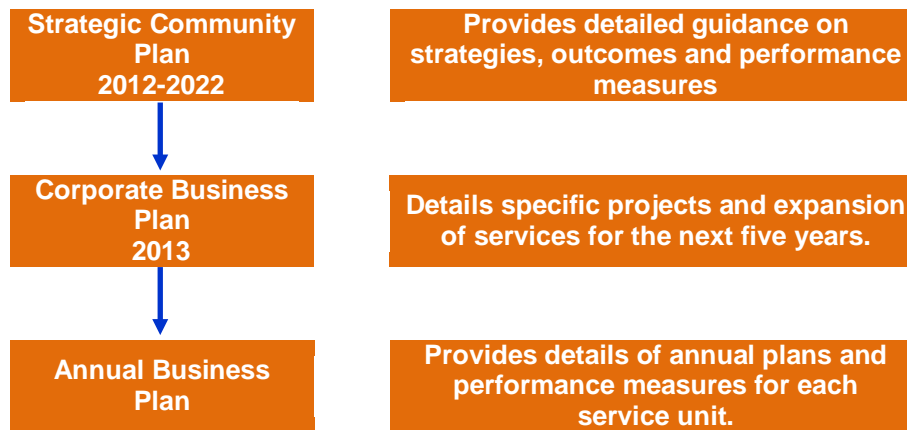 Strategic Community
Plan
2012-2022
Provides detailed guidance on
strategies, outcomes and performance
measures
Corporate Business
Plan
2013
Details specific projects and expansion
of services for the next five years.
Annual Business
Plan
Provides details of annual plans and
performance measures for each
service unit.